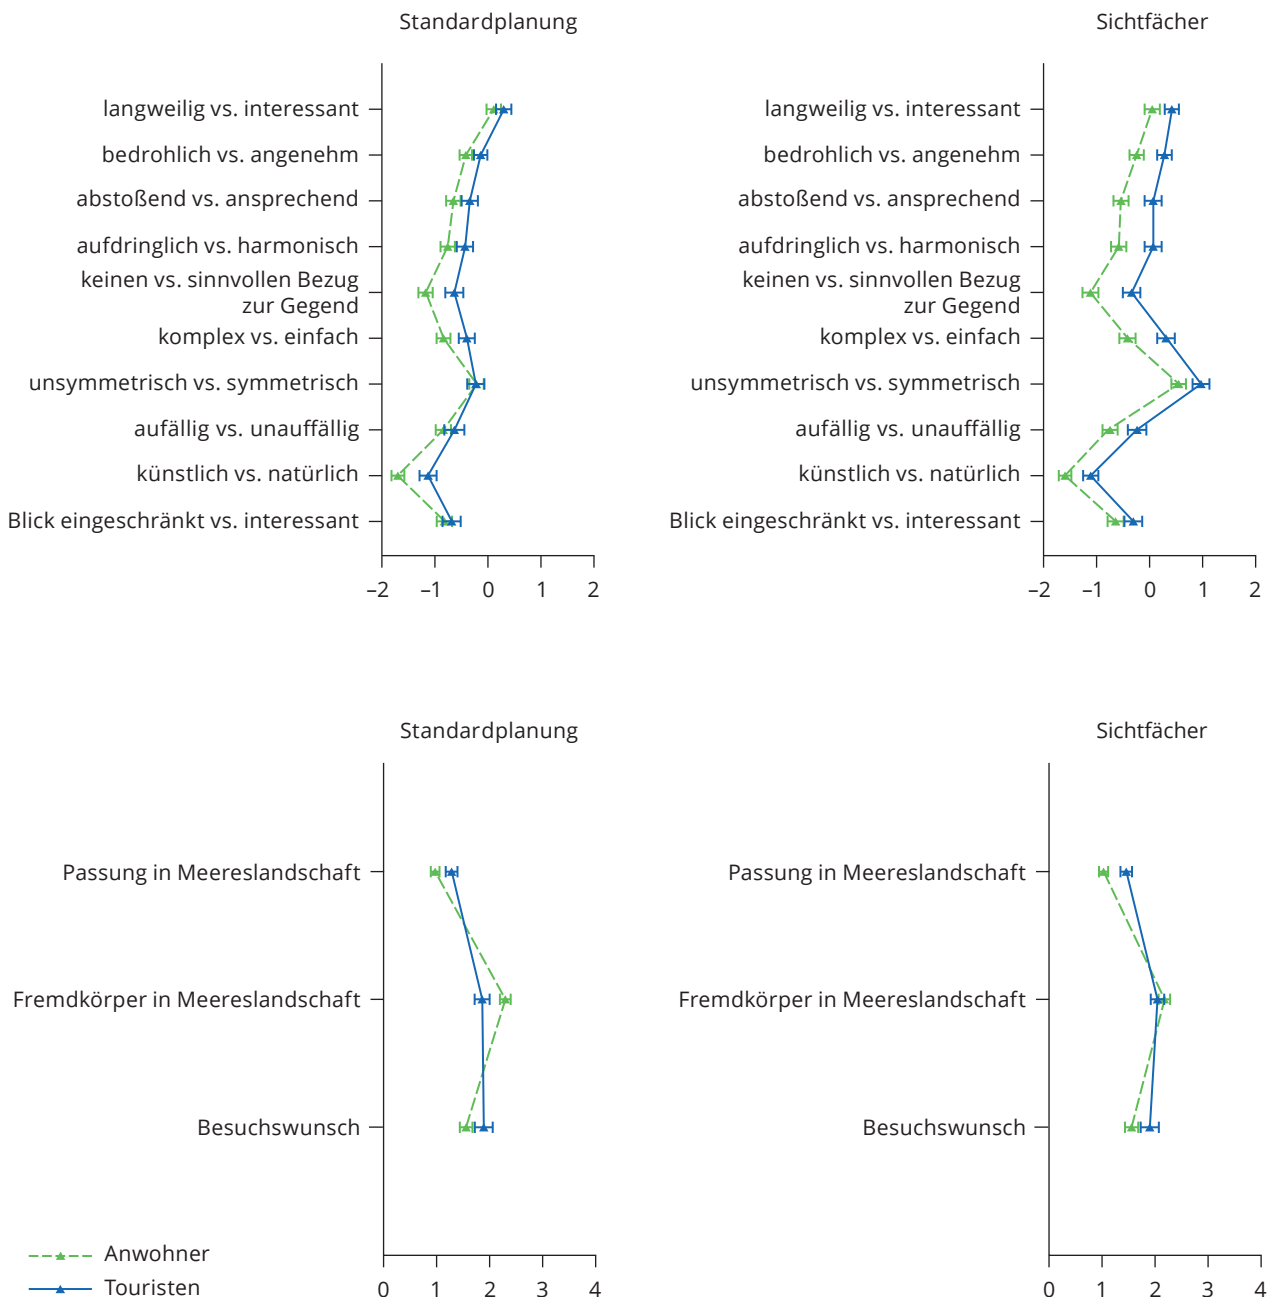 Standardplanung
langweilig vs. interessant
bedrohlich vs. angenehm
abstoßend vs. ansprechend
aufdringlich vs. harmonisch
keinen vs. sinnvollen Bezug
zur Gegend
komplex vs. einfach
unsymmetrisch vs. symmetrisch
aufällig vs. unauffällig
künstlich vs. natürlich
Blick eingeschränkt vs. interessant
–2 –1 0 1 2
Sichtfächer
langweilig vs. interessant
bedrohlich vs. angenehm
abstoßend vs. ansprechend
aufdringlich vs. harmonisch
keinen vs. sinnvollen Bezug
zur Gegend
komplex vs. einfach
unsymmetrisch vs. symmetrisch
aufällig vs. unauffällig
künstlich vs. natürlich
Blick eingeschränkt vs. interessant
–2 –1 0 1 2
Standardplanung
Passung in Meereslandschaft
Fremdkörper in Meereslandschaft
Besuchswunsch
0 1 2 3 4
Sichtfächer
Passung in Meereslandschaft
Fremdkörper in Meereslandschaft
Besuchswunsch
0 1 2 3 4
Anwohner
Touristen